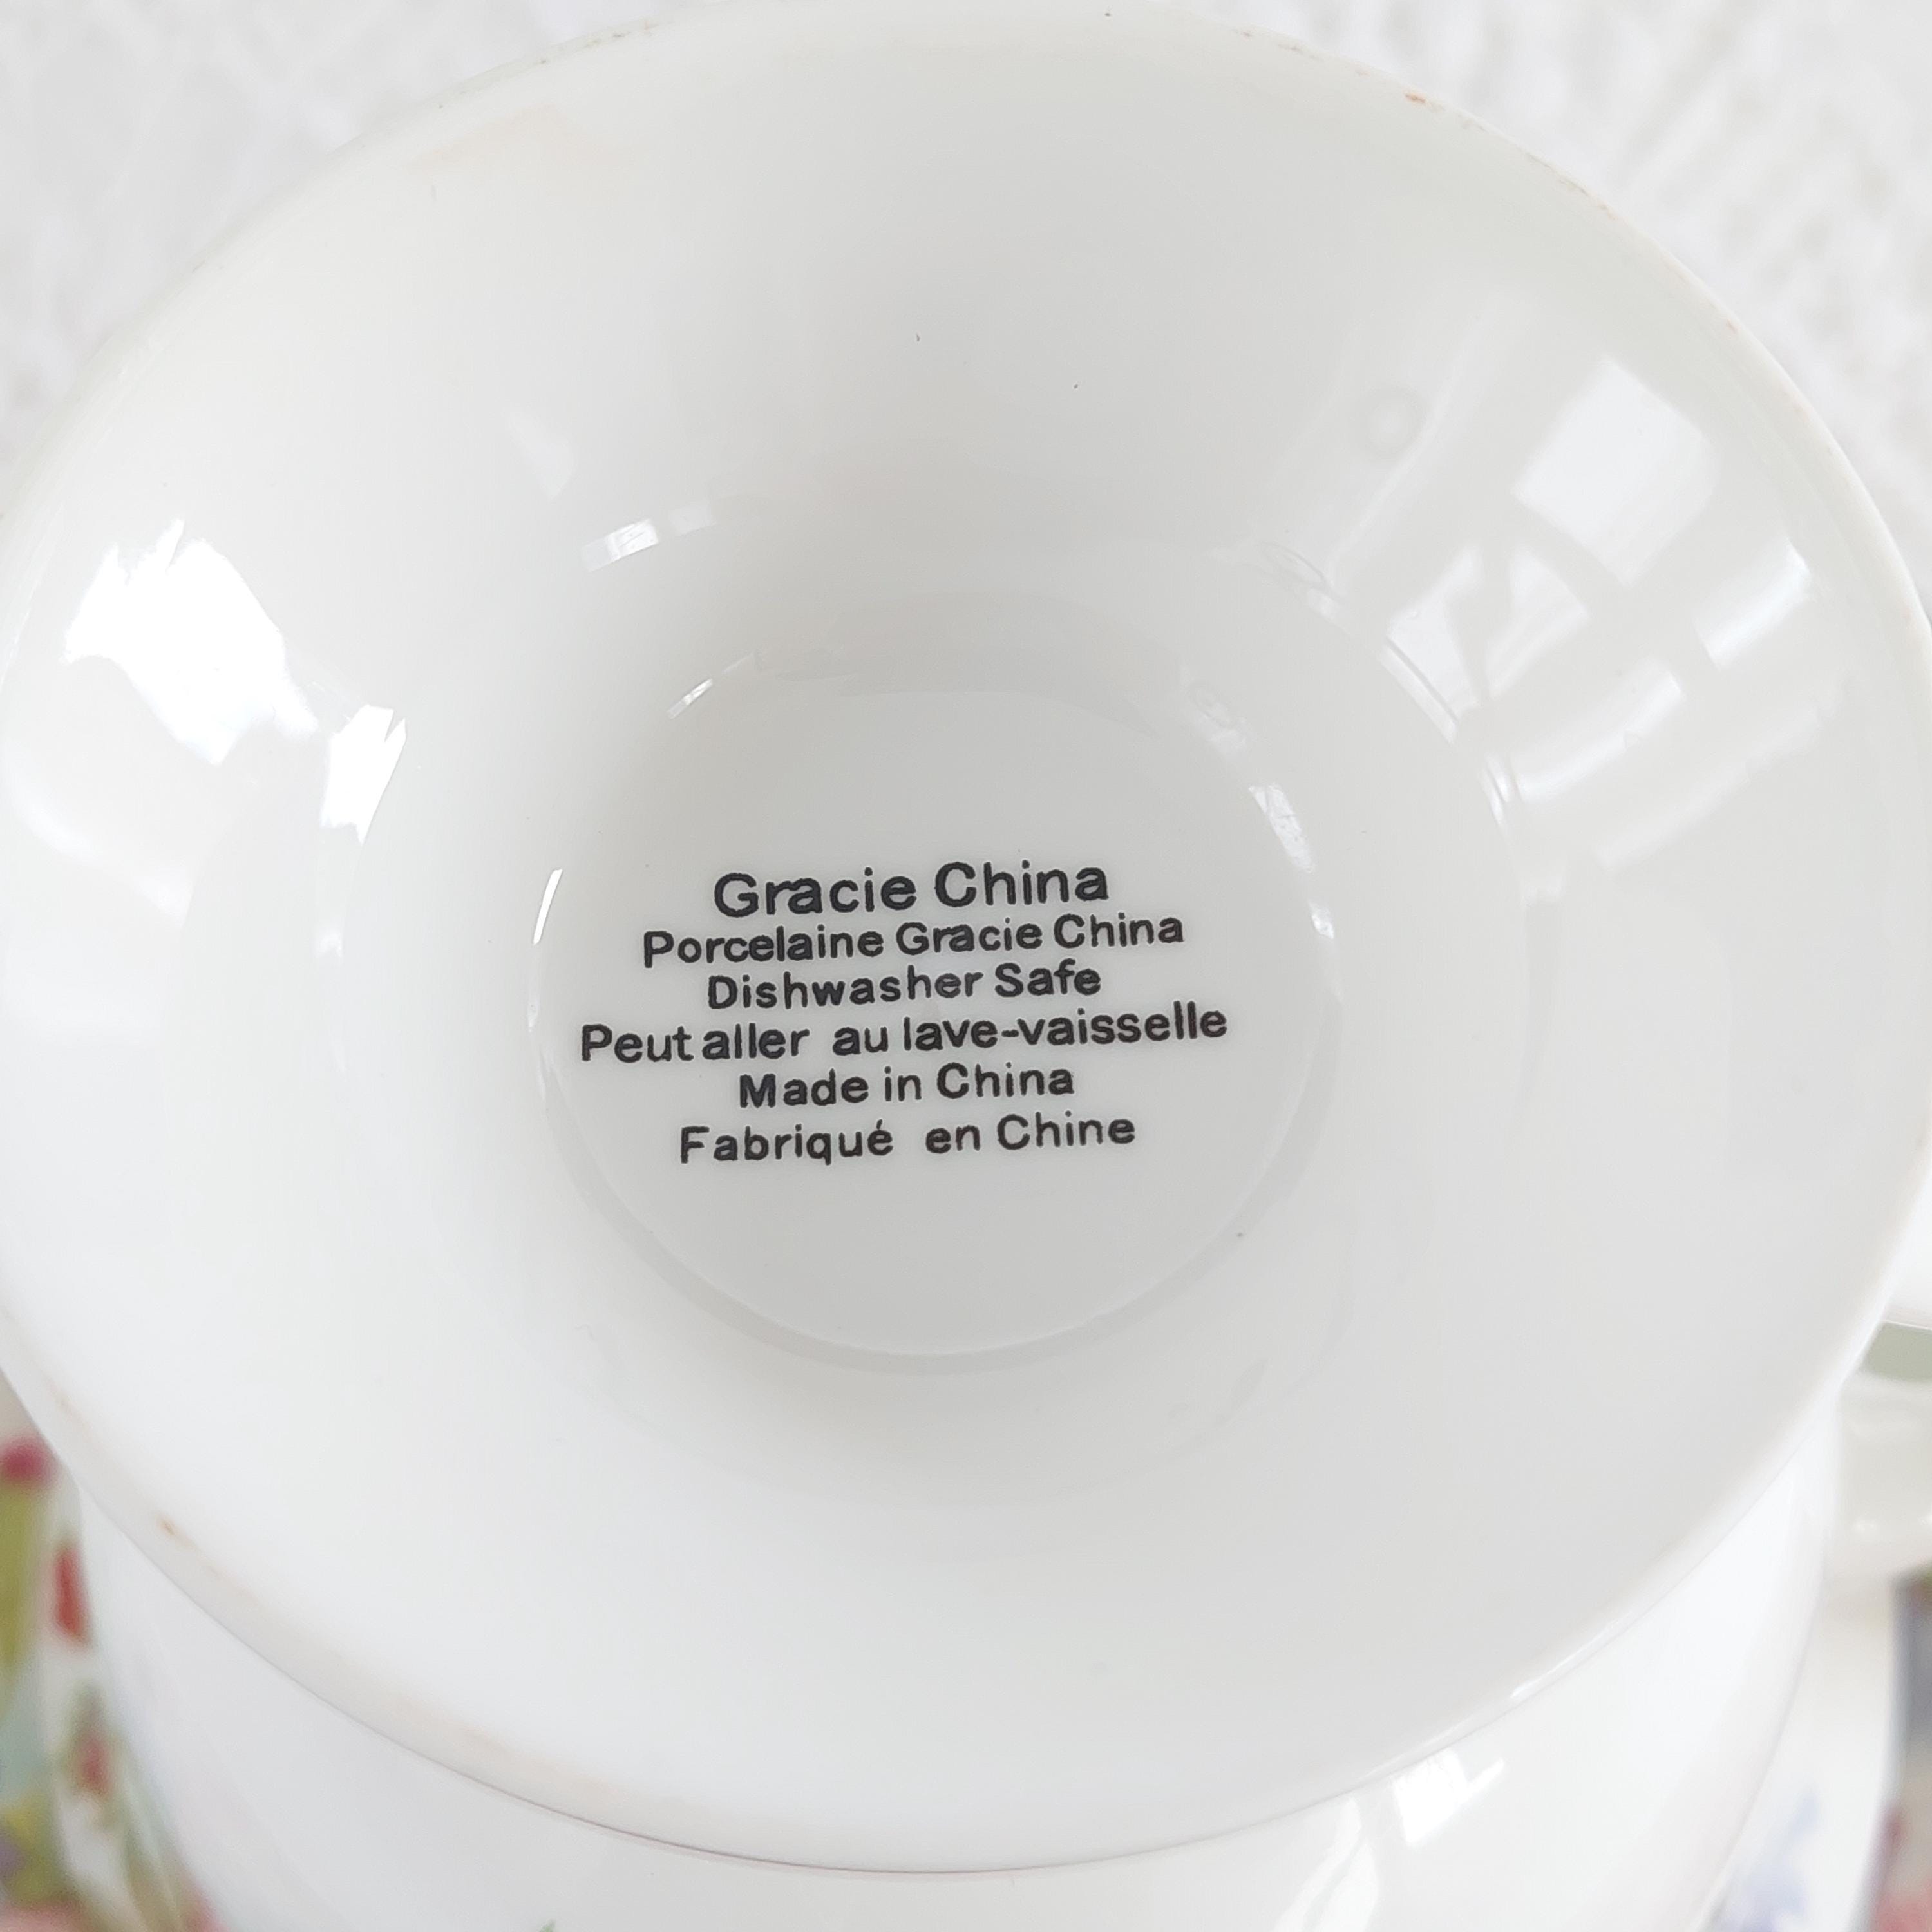 Gracie China
Porcelaine Gracie China
Dishwasher Safe
Peut aller au lave-vaisselle
Made in China
Fabriqué en Chine